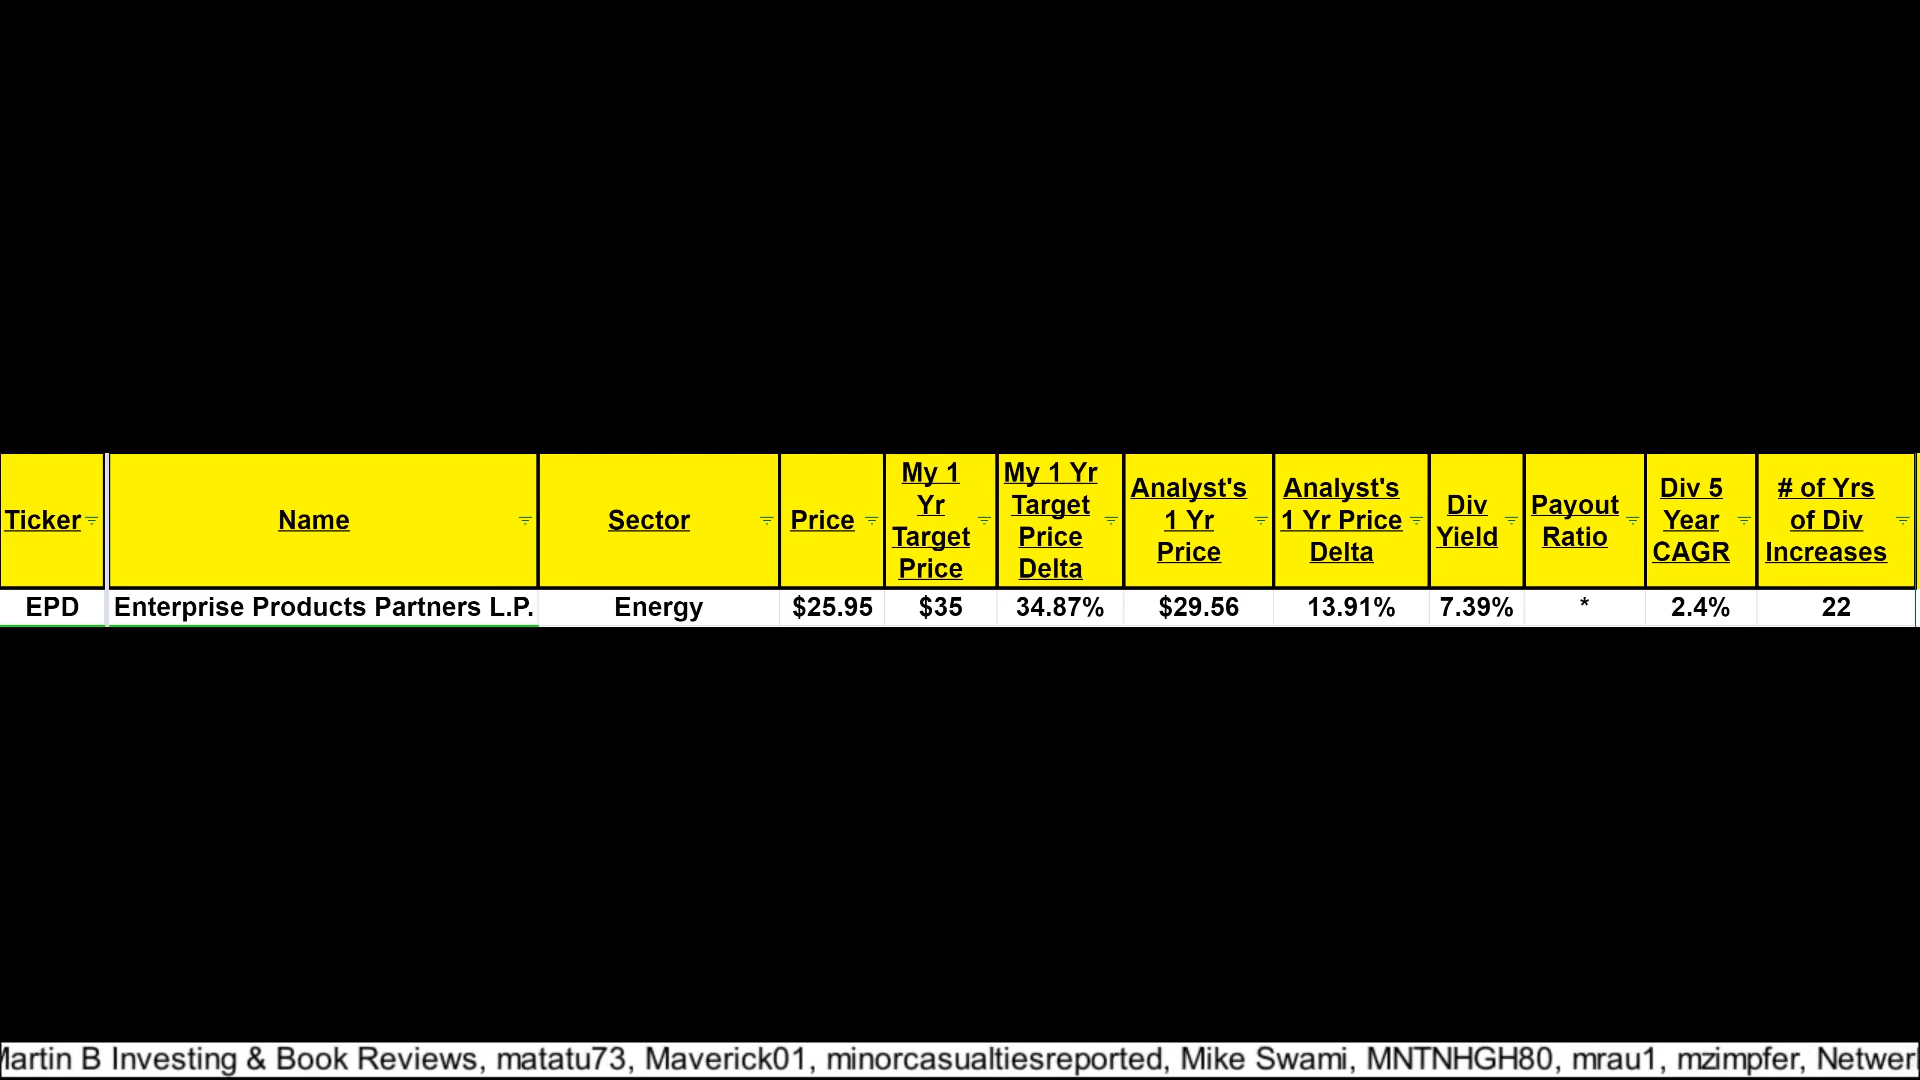 Ticker
Name
Sector
Price
My 1
Yr
Target
Price
My 1 Yr
Target
Price
Delta
Analyst's
1 Yr
Price
Analyst's
1 Yr Price
Delta
Div
Yield
Payout
Ratio
Div 5
Year
CAGR
# of Yrs
of Div
Increases
EPD Enterprise Products Partners L.P. Energy $25.95 $35 34.87% $29.56 13.91% 7.39% * 2.4% 22
Martin B Investing & Book Reviews, matatu73, Maverick01, minorcasualtiesreported, Mike Swami, MNTNHGH80, mrau1, mzimpfer,